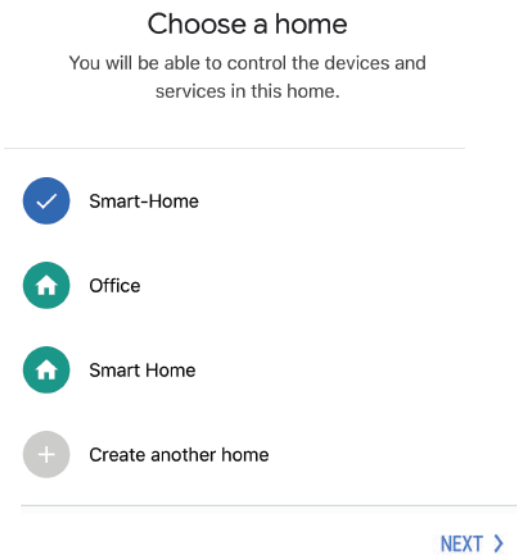 Choose a home
You will be able to control the devices and
services in this home.
Smart-Home
Office
Smart Home
Create another home
NEXT